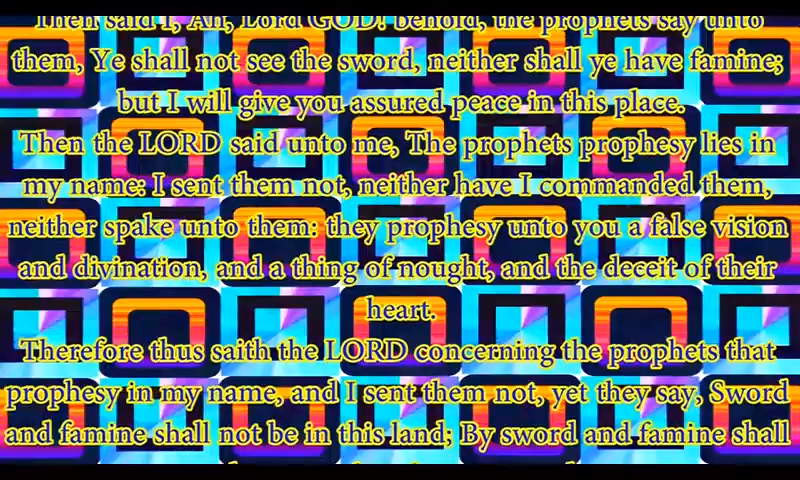 Then said I, Ah, Lord GOD! behold, the prophets say unto
them, Ye shall not see the sword, neither shall ye have famine;
but I will give you assured peace in this place.
Then the LORD said unto me, The prophets prophesy lies in
my name: I sent them not, neither have I commanded them,
neither spake unto them: they prophesy unto you a false vision
and divination, and a thing of nought, and the deceit of their
heart.
Therefore thus saith the LORD concerning the prophets that
prophesy in my name, and I sent them not, yet they say, Sword
and famine shall not be in this land; By sword and famine shall